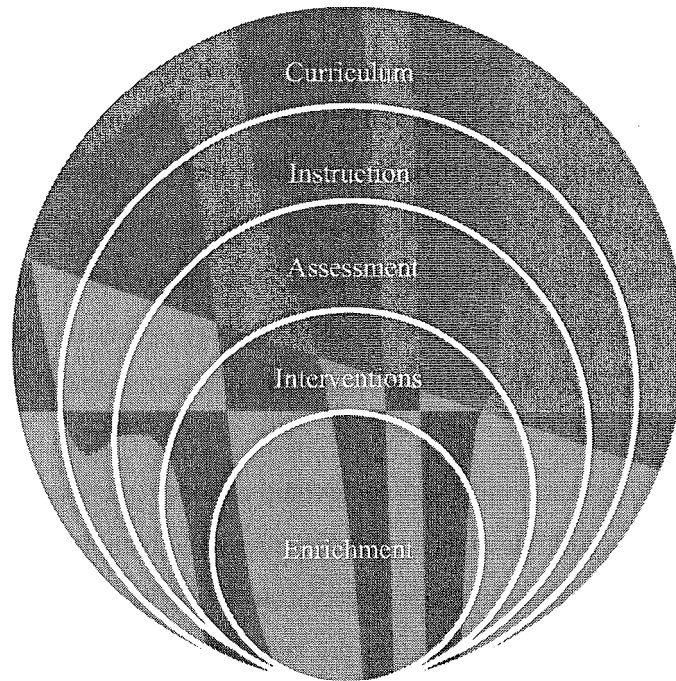 Curriculum
Instruction
Assessment
Interventions
Enrichment